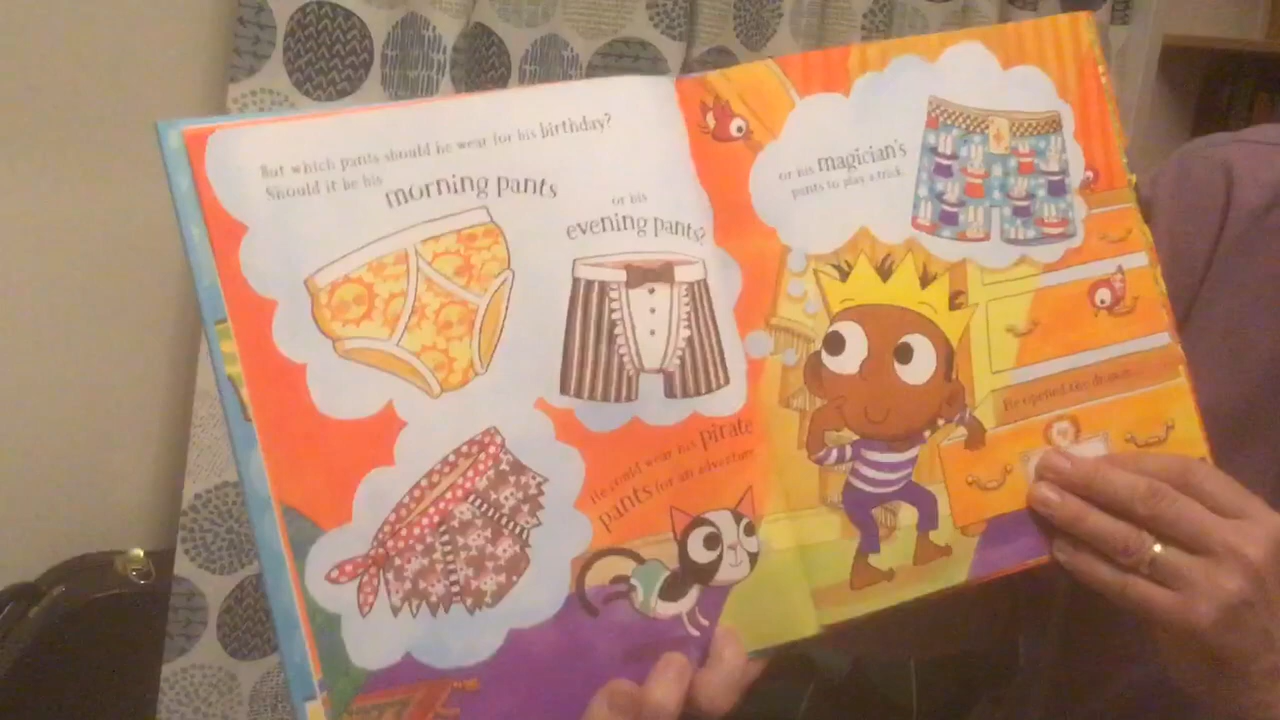 But which pants should he wear for his birthday?
Should it be his
morning pants
or his
evening pants?
He could wear his pirate
pants for an adventure
or his magician's
pants to play a trick.
He opened the drawer...